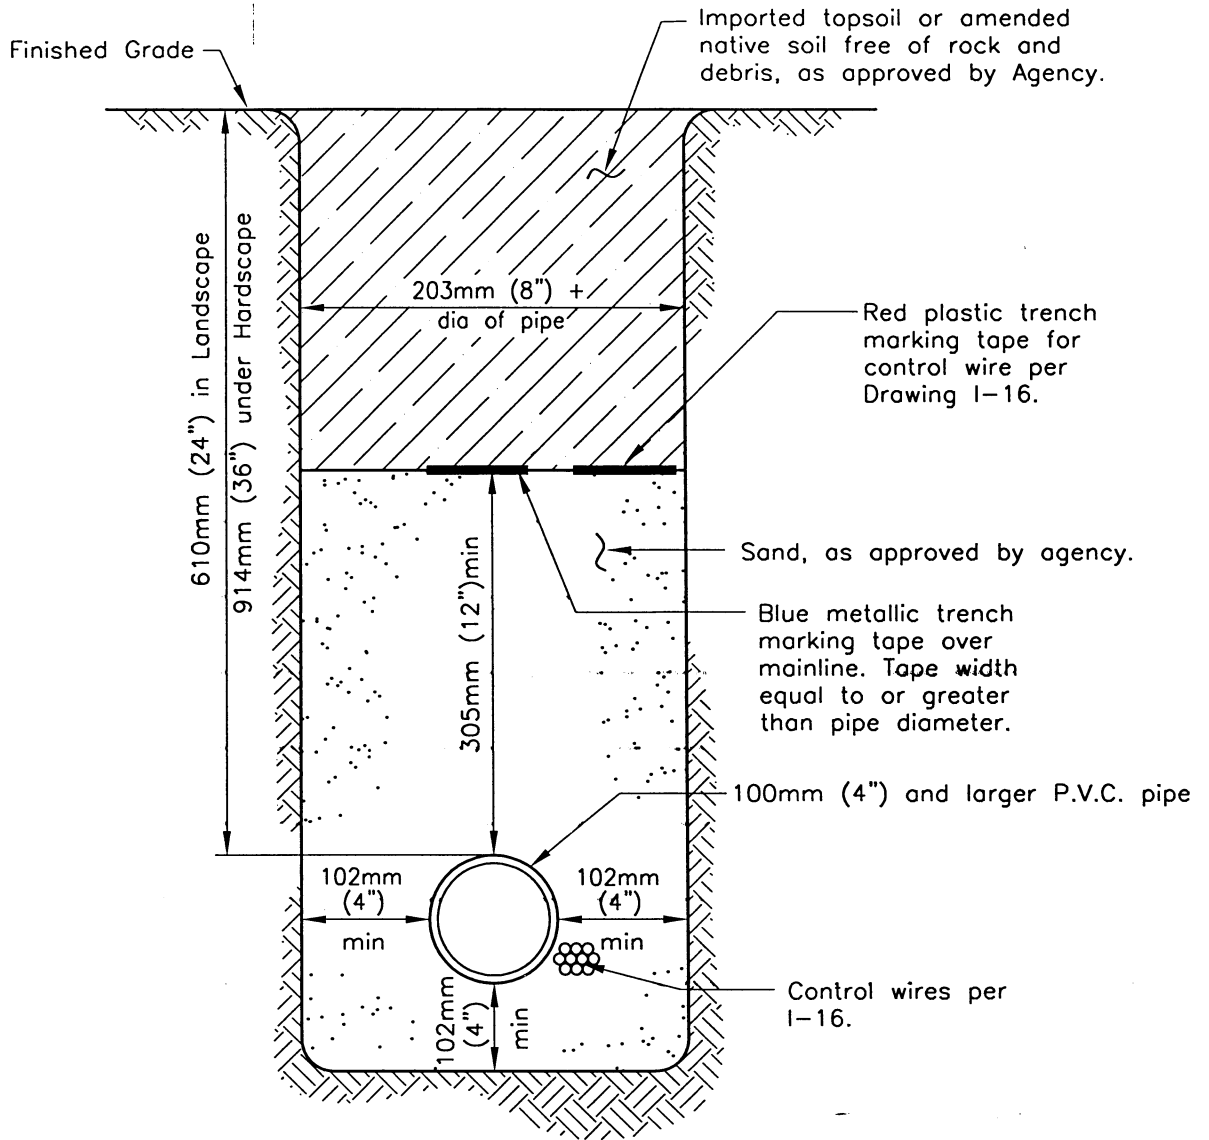 Imported topsoil or amended
native soil free of rock and
debris, as approved by Agency.
Finished Grade
610mm (24") in Landscape
914mm (36") under Hardscape
203mm (8") +
dia of pipe
Red plastic trench
marking tape for
control wire per
Drawing I-16.
305mm (12")min
Sand, as approved by agency.
Blue metallic trench
marking tape over
mainline. Tape width
equal to or greater
than pipe diameter.
100mm (4") and larger P.V.C. pipe
102mm
(4")
min
102mm
(4")
min
102mm
(4")
min
Control wires per
I-16.